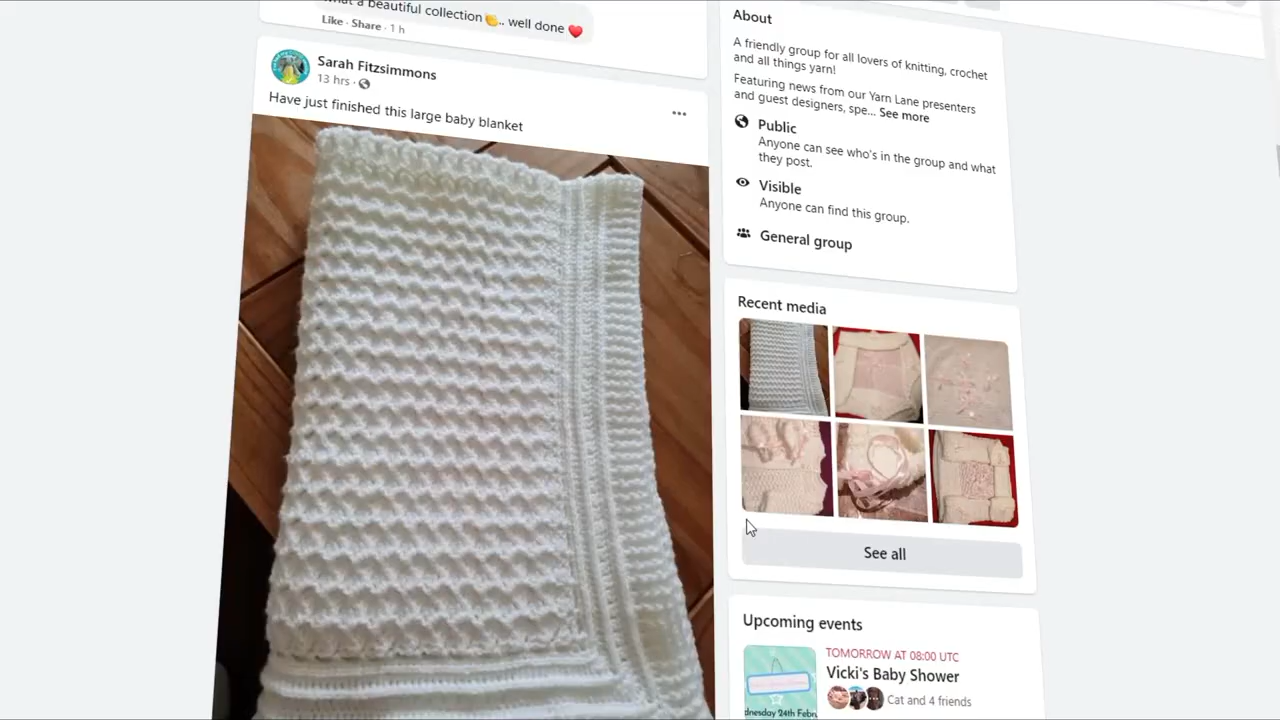 what a beautiful collection👏.. well done ❤️
Like · Share · 1 h
Sarah Fitzsimmons
13 hrs ·
Have just finished this large baby blanket
About
A friendly group for all lovers of knitting, crochet
and all things yarn!
Featuring news from our Yarn Lane presenters
and guest designers, spe... See more
Public
Anyone can see who's in the group and what
they post.
Visible
Anyone can find this group.
General group
Recent media
See all
Upcoming events
TOMORROW AT 08:00 UTC
Vicki's Baby Shower
Cat and 4 friends